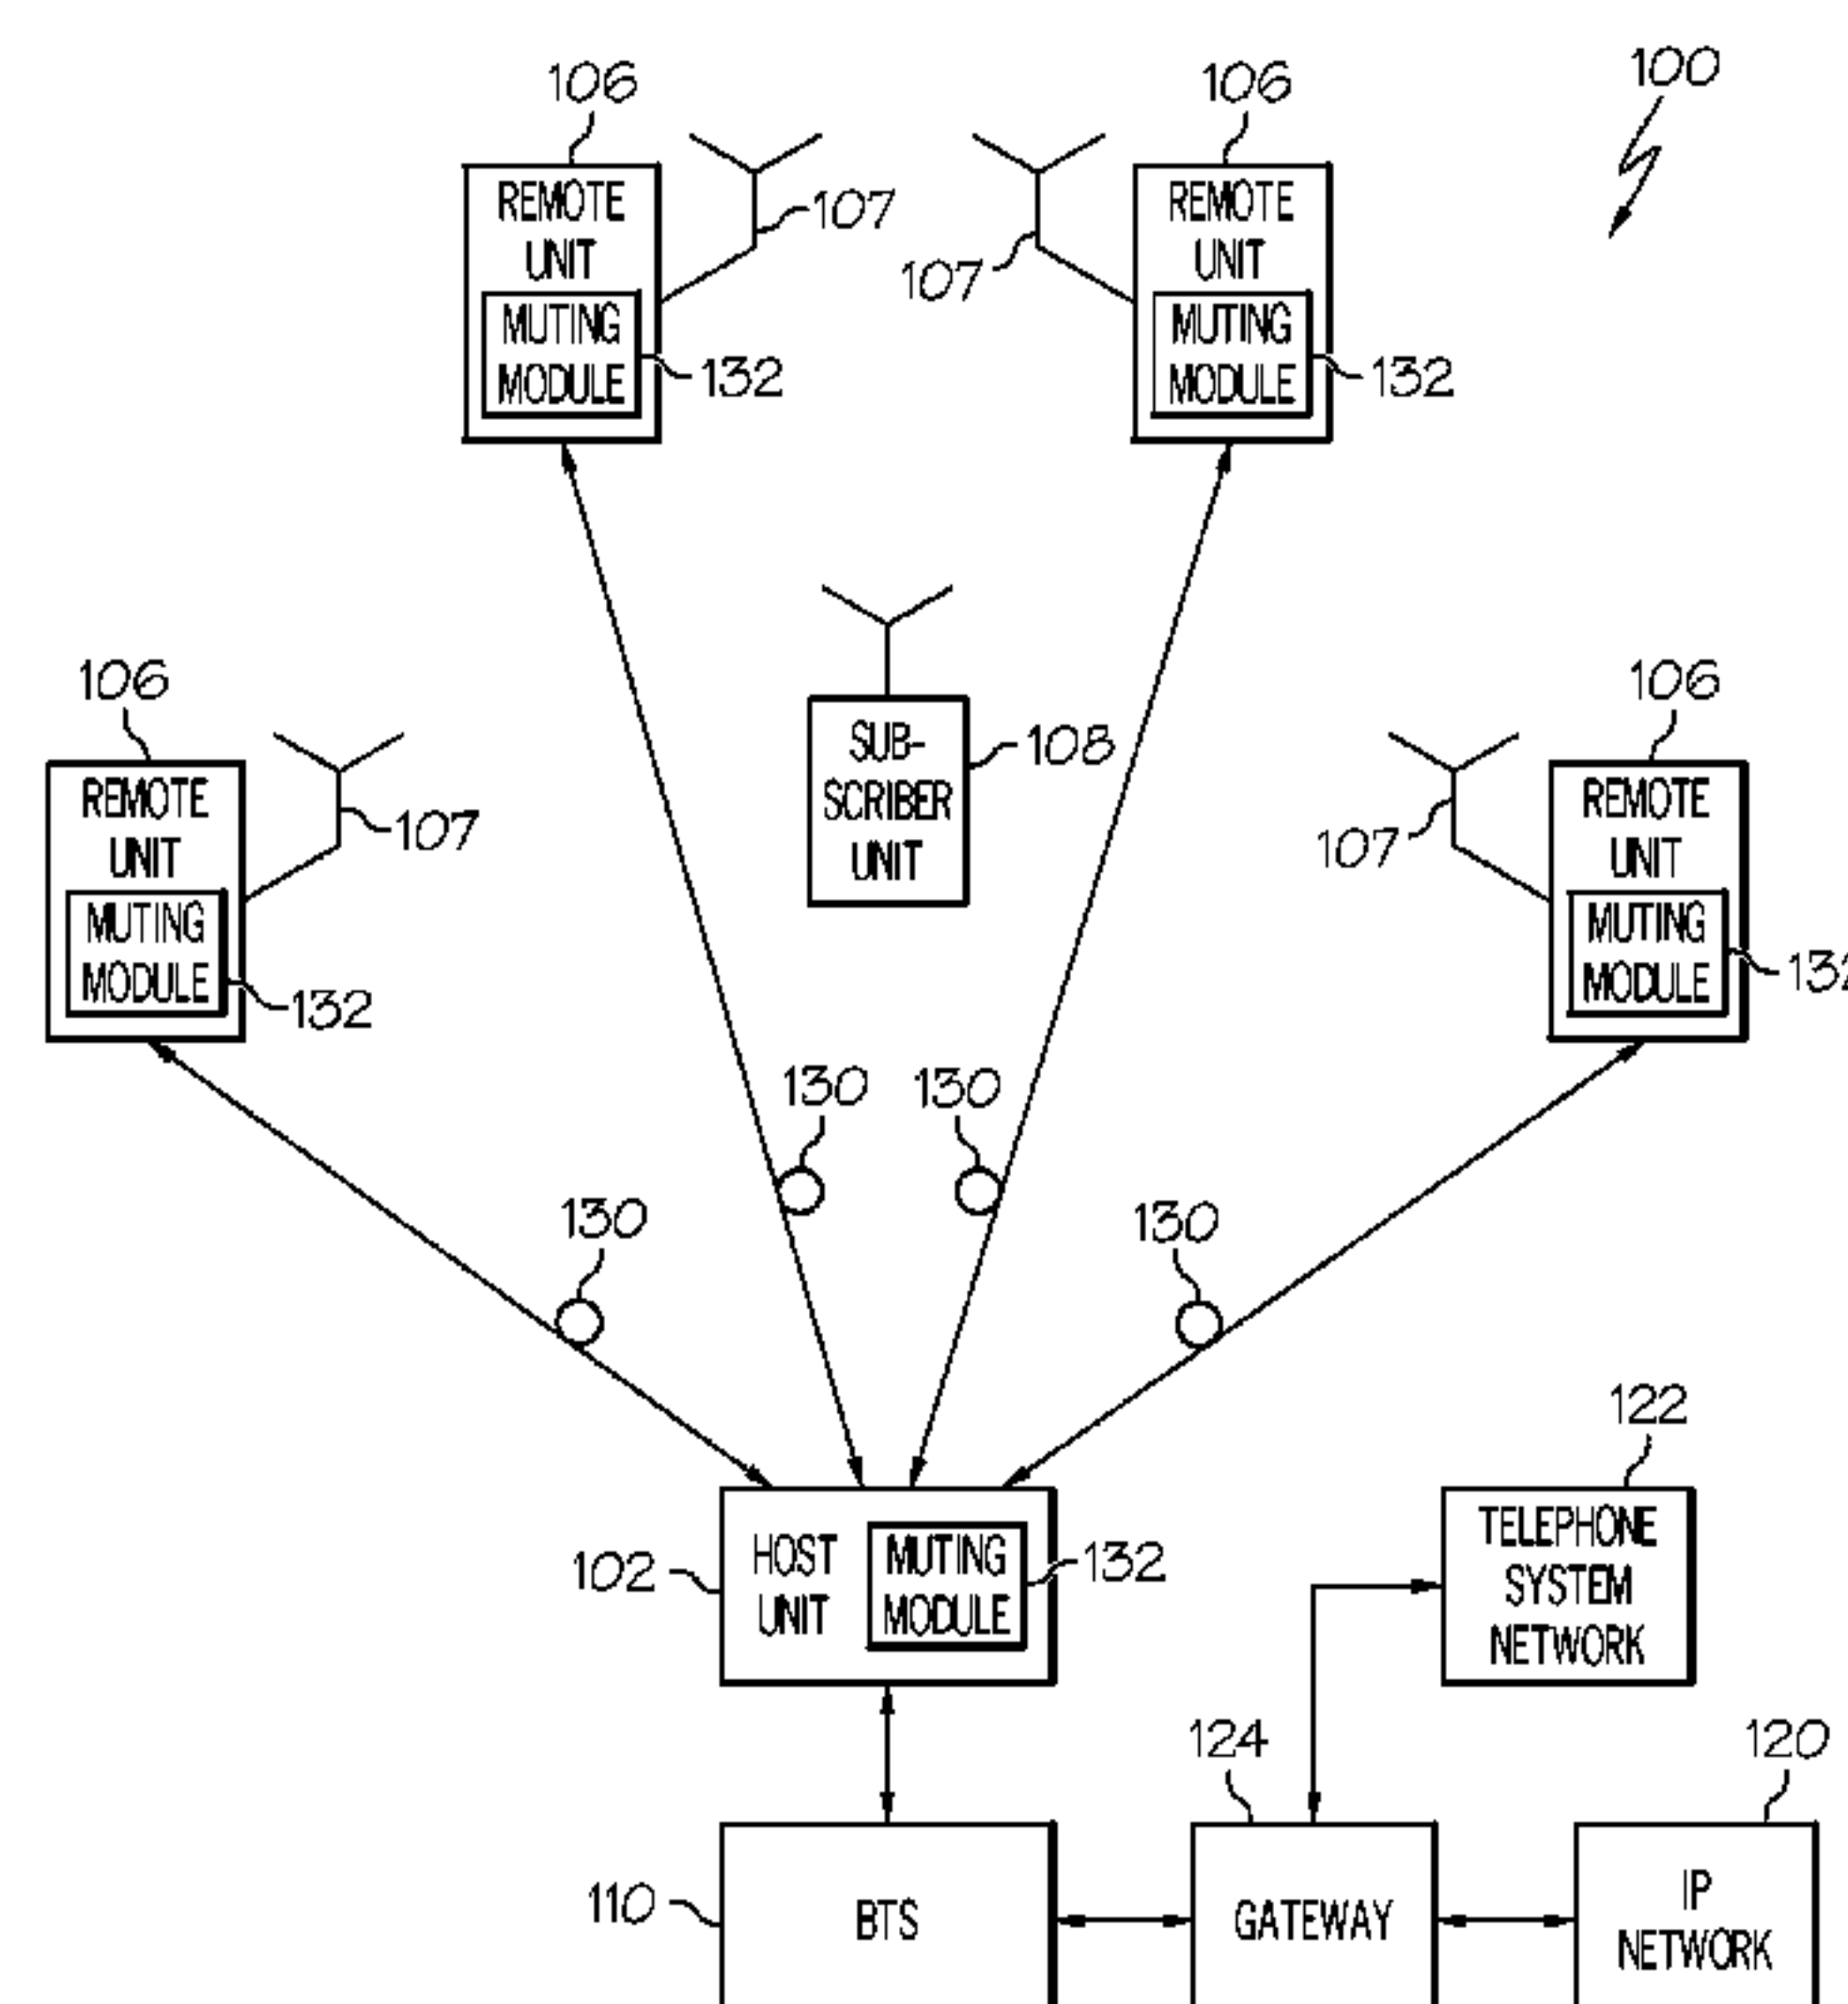 106
106
100
REMOTE
UNIT
MUTING
MODULE
107
132
REMOTE
UNIT
MUTING
MODULE
107
132
106
REMOTE
UNIT
MUTING
MODULE
107
132
SUB-
SCRIBER
UNIT
108
106
REMOTE
UNIT
MUTING
MODULE
107
132
130
130
130
130
102
HOST
UNIT
MUTING
MODULE
132
122
TELEPHONE
SYSTEM
NETWORK
124
120
110
BTS
GATEWAY
IP
NETWORK